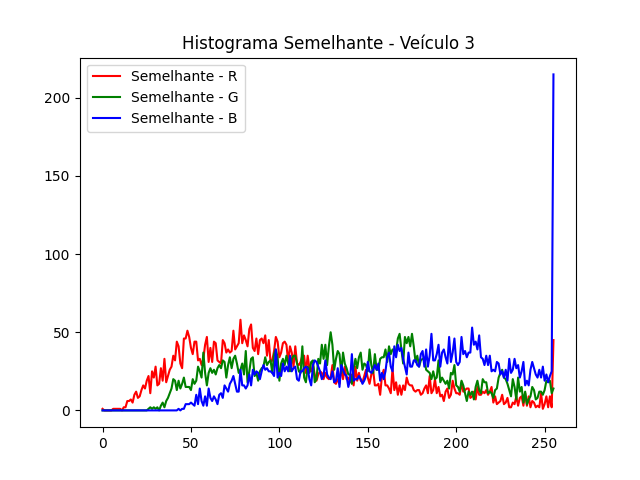 Histograma Semelhante - Veículo 3
Semelhante - R
Semelhante - G
Semelhante - B
200
150
100
50
0
0 50 100 150 200 250